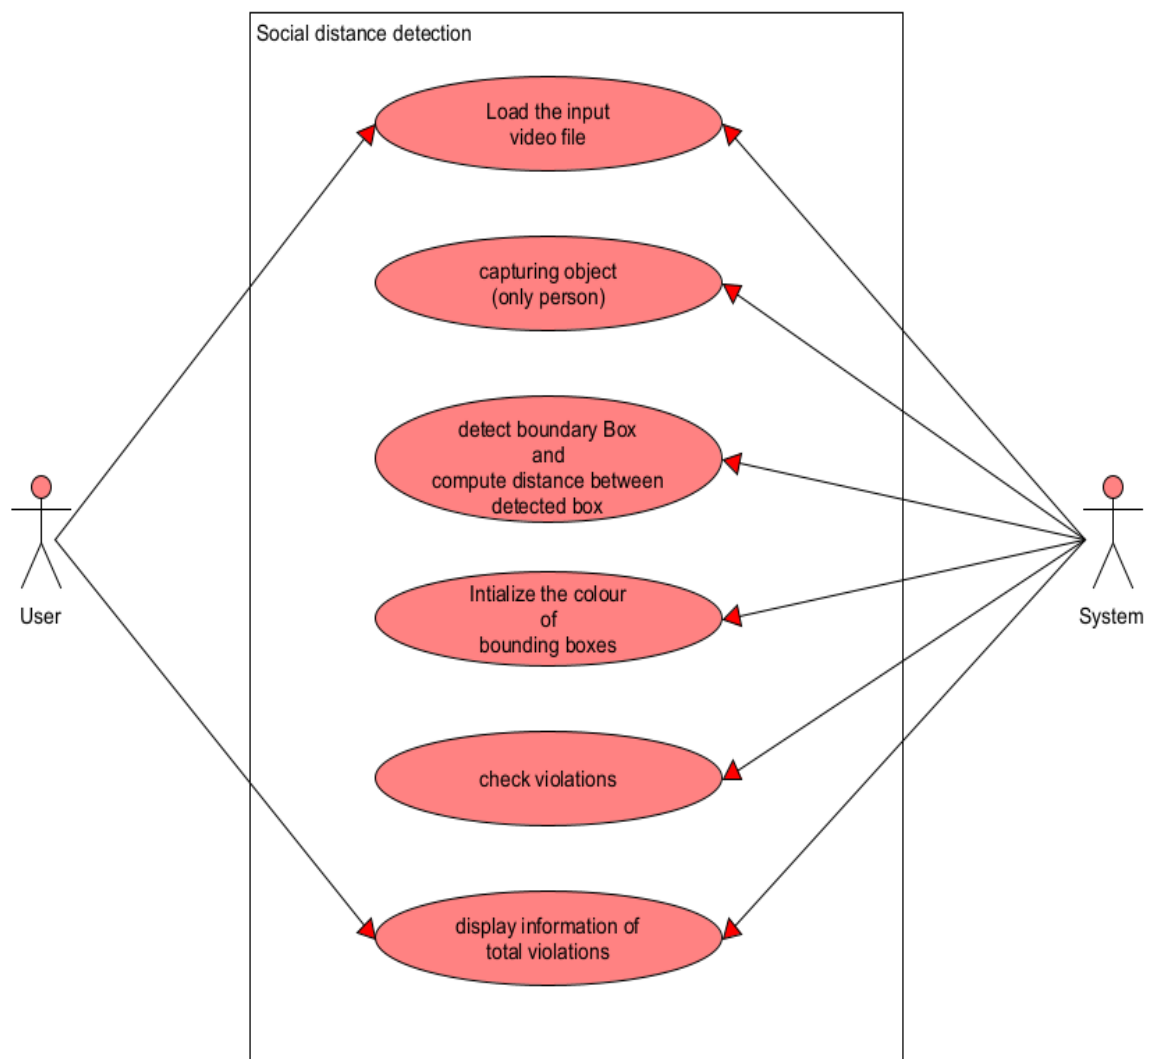 Social distance detection
Load the input
video file
capturing object
(only person)
detect boundary Box
and
compute distance between
detected box
Intialize the colour
of
bounding boxes
check violations
display information of
total violations
User
System